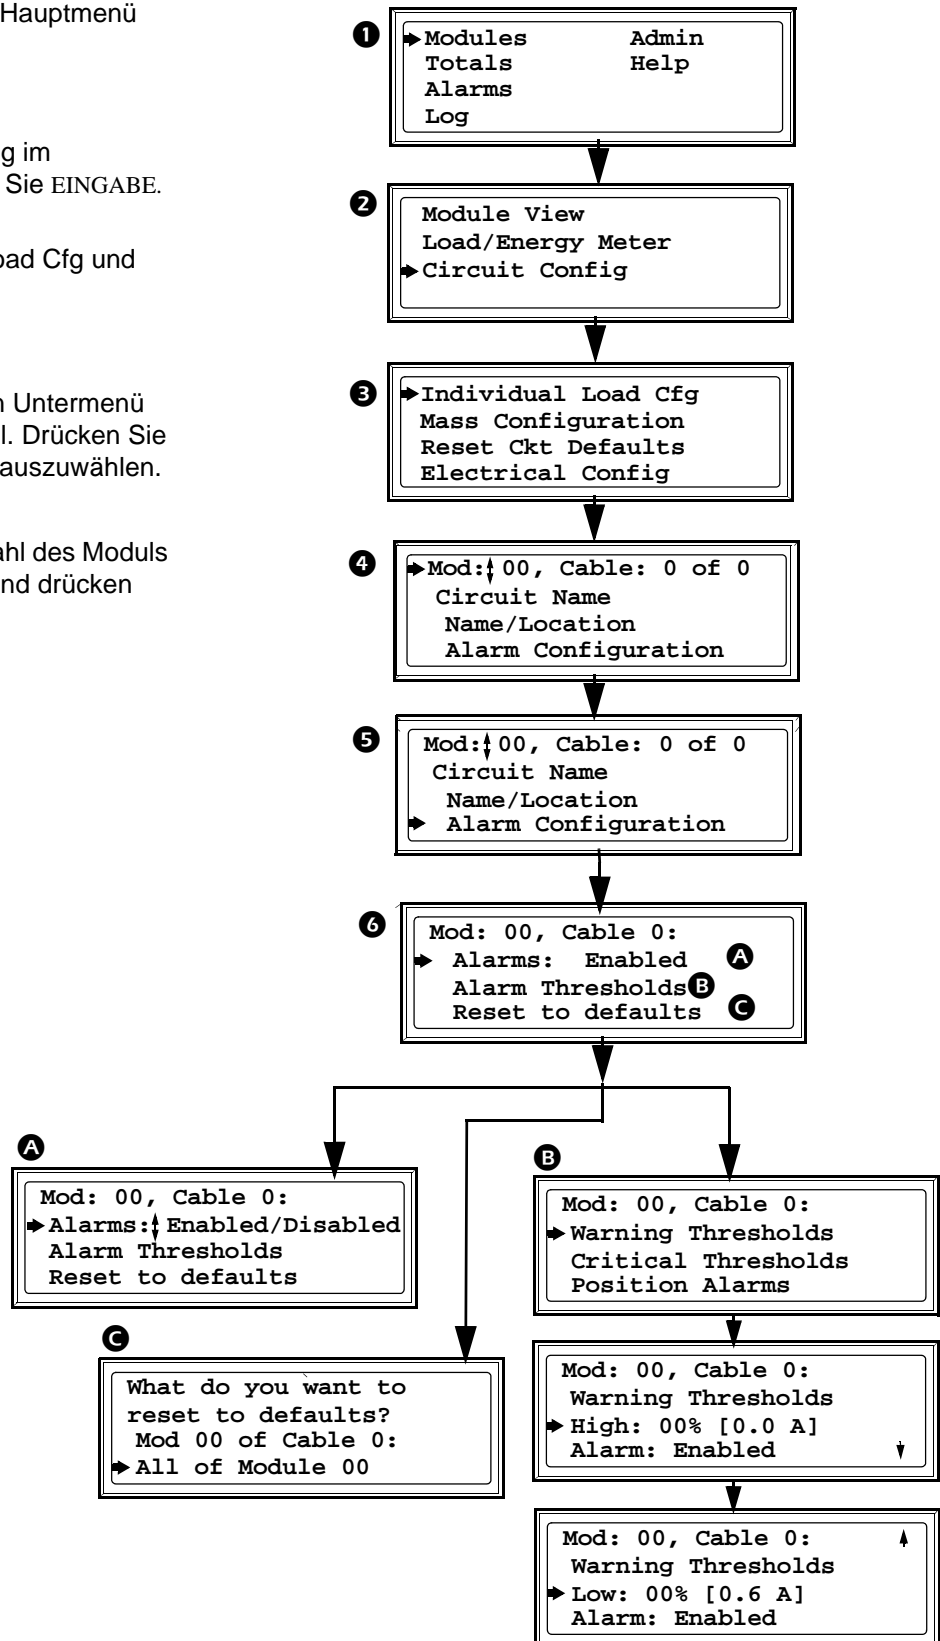 Hauptmenü
g im
Sie EINGABE.
oad Cfg und
n Untermenü
l. Drücken Sie
auszuwählen.
ahl des Moduls
nd drücken
1
Modules Admin
Totals Help
Alarms
Log
2
Module View
Load/Energy Meter
Circuit Config
3
Individual Load Cfg
Mass Configuration
Reset Ckt Defaults
Electrical Config
4
Mod: 00, Cable: 0 of 0
Circuit Name
Name/Location
Alarm Configuration
5
Mod: 00, Cable: 0 of 0
Circuit Name
Name/Location
Alarm Configuration
6
Mod: 00, Cable 0:
Alarms: Enabled A
Alarm Thresholds B
Reset to defaults C
A
Mod: 00, Cable 0:
Alarms: Enabled/Disabled
Alarm Thresholds
Reset to defaults
C
What do you want to
reset to defaults?
Mod 00 of Cable 0:
All of Module 00
B
Mod: 00, Cable 0:
Warning Thresholds
Critical Thresholds
Position Alarms
Mod: 00, Cable 0:
Warning Thresholds
High: 00% [0.0 A]
Alarm: Enabled
Mod: 00, Cable 0:
Warning Thresholds
Low: 00% [0.6 A]
Alarm: Enabled